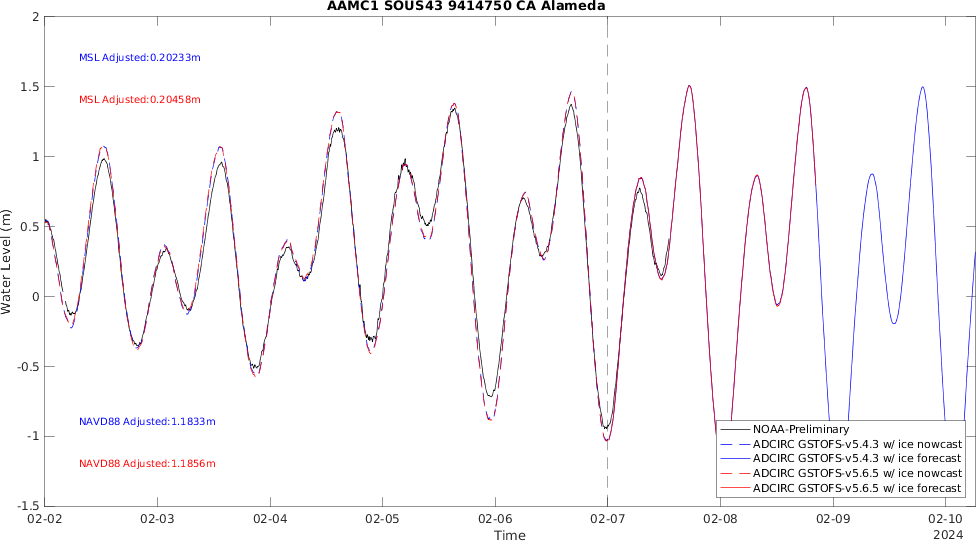 AAMC1 SOUS43 9414750 CA Alameda
2
1.5
1
0.5
0
-0.5
-1
-1.5
Water Level (m)
MSL Adjusted:0.20233m
MSL Adjusted:0.20458m
NAVD88 Adjusted:1.1833m
NAVD88 Adjusted:1.1856m
NOAA-Preliminary
ADCIRC GSTOFS-v5.4.3 w/ ice nowcast
ADCIRC GSTOFS-v5.4.3 w/ ice forecast
ADCIRC GSTOFS-v5.6.5 w/ ice nowcast
ADCIRC GSTOFS-v5.6.5 w/ ice forecast
02-02 02-03 02-04 02-05 02-06 02-07 02-08 02-09 02-10
2024
Time